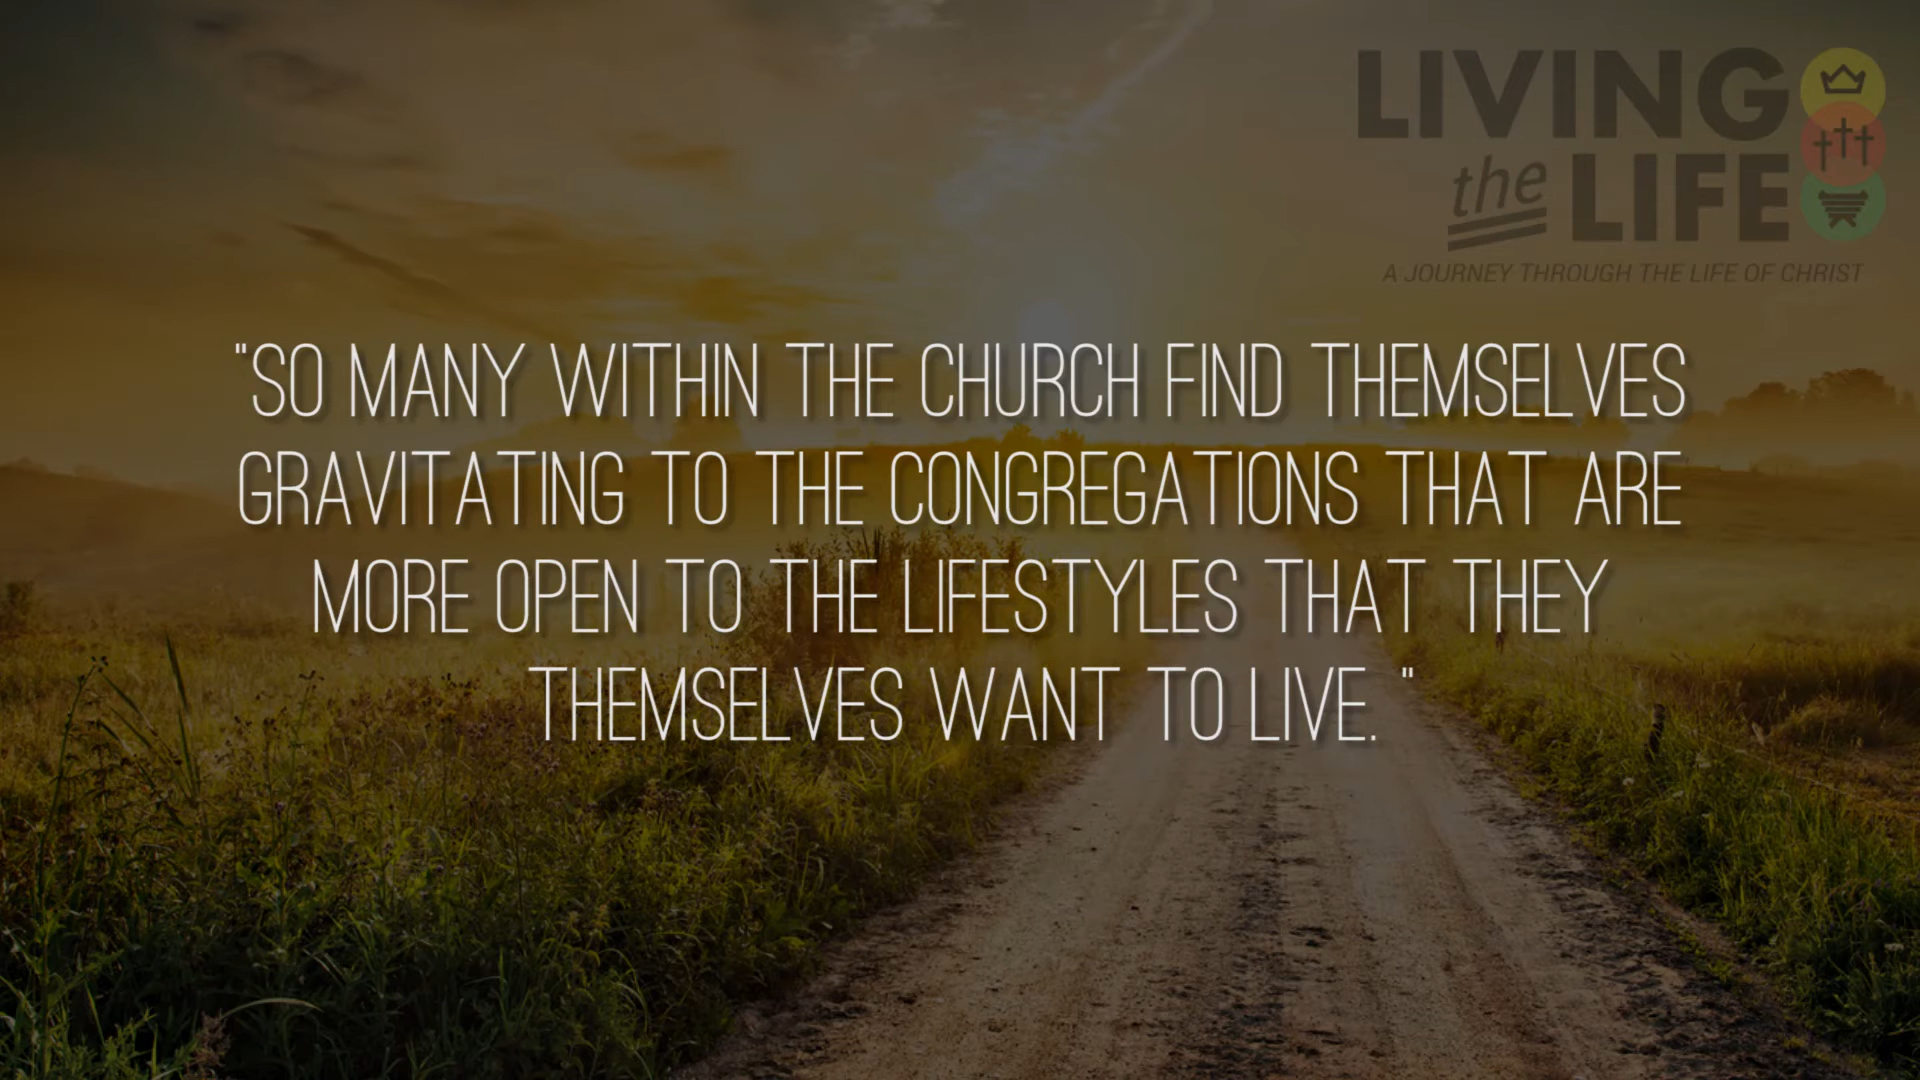 LIVING
the LIFE
A JOURNEY THROUGH THE LIFE OF CHRIST
"SO MANY WITHIN THE CHURCH FIND THEMSELVES
GRAVITATING TO THE CONGREGATIONS THAT ARE
MORE OPEN TO THE LIFESTYLES THAT THEY
THEMSELVES WANT TO LIVE. "